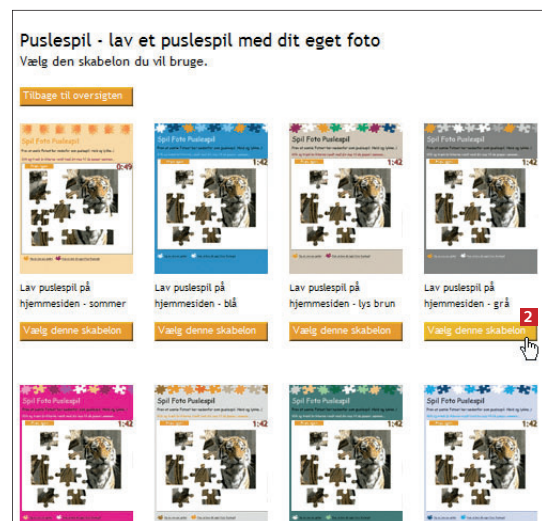 Puslespil - lav et puslespil med dit eget foto
Vælg den skabelon du vil bruge.
Tilbage til oversigten
Spil Foto Puslespil
0:49
Spil Foto Puslespil
1:42
Spil Foto Puslespil
1:42
Spil Foto Puslespil
1:42
Lav puslespil på
hjemmesiden - sommer
Lav puslespil på
hjemmesiden - blå
Lav puslespil på
hjemmesiden - lys brun
Lav puslespil på
hjemmesiden - grå
2
Vælg denne skabelon
Vælg denne skabelon
Vælg denne skabelon
Vælg denne skabelon
Spil Foto Puslespil
1:42
Spil Foto Puslespil
1:42
Spil Foto Puslespil
1:42
Spil Foto Puslespil
1:42